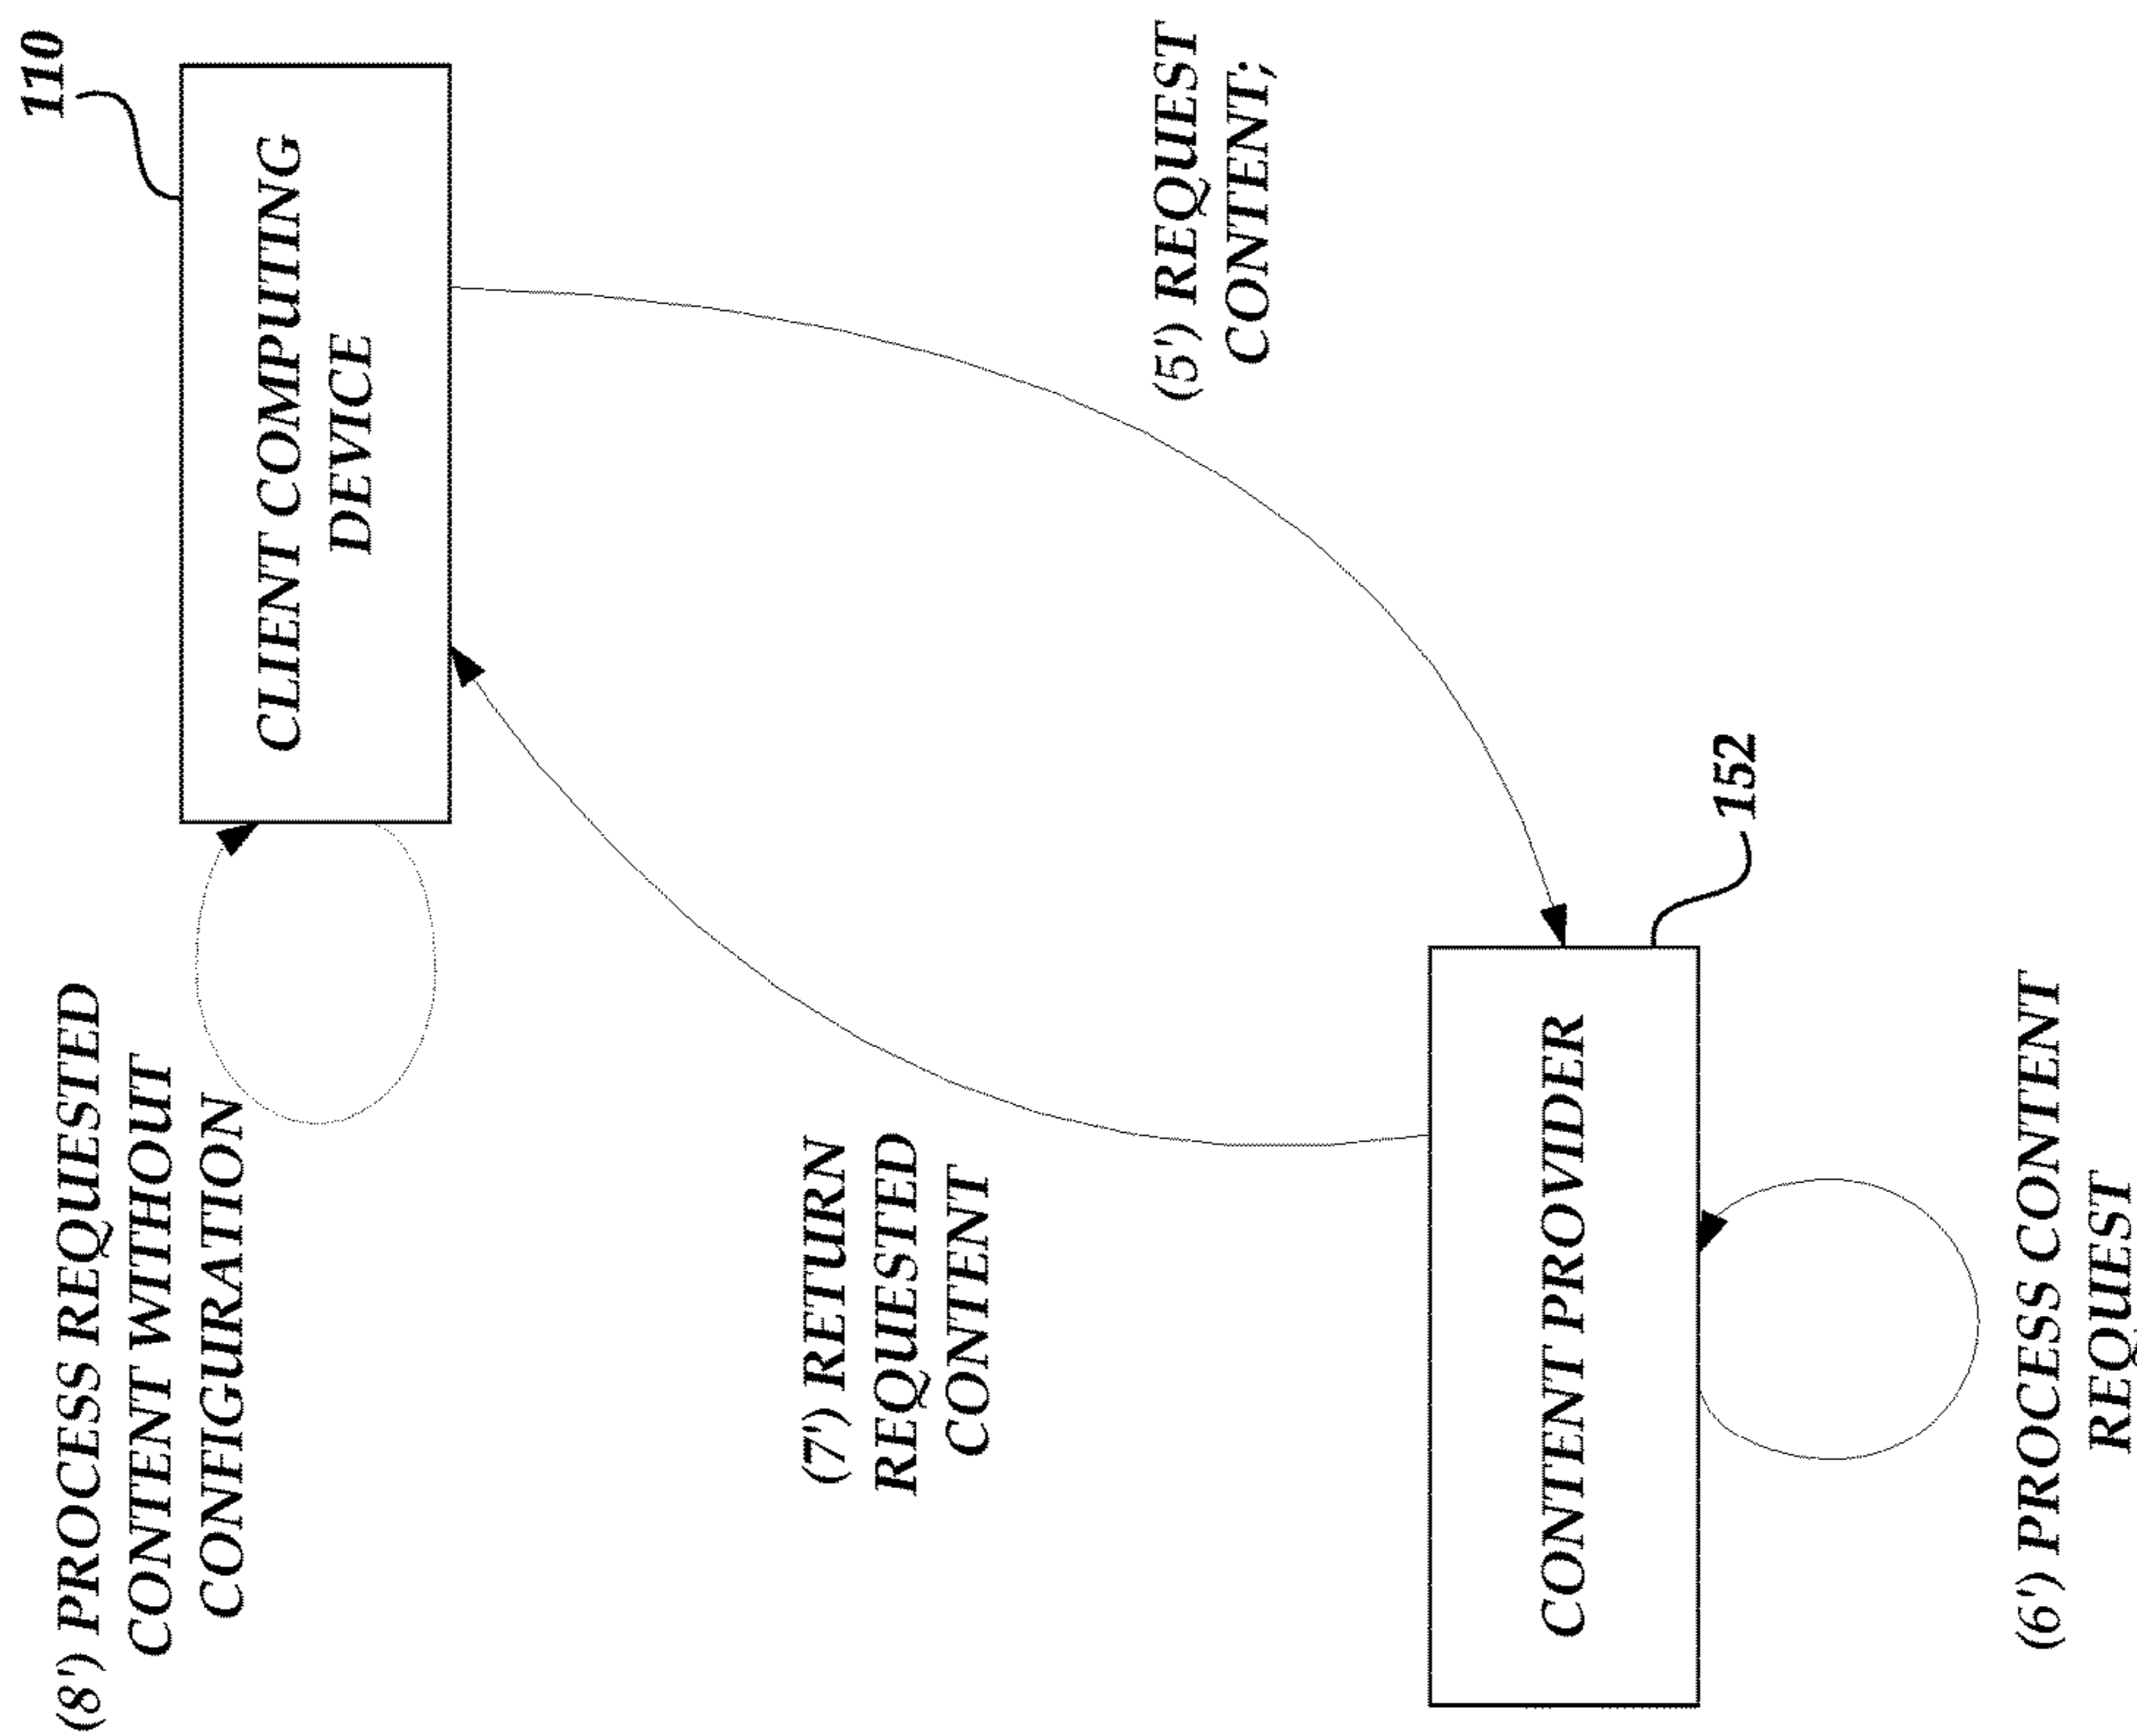 110
(8') PROCESS REQUESTED
CONTENT WITHOUT
CONFIGURATION
CLIENT COMPUTING
DEVICE
(7') RETURN
REQUESTED
CONTENT
(5') REQUEST
CONTENT;
CONTENT PROVIDER
152
(6') PROCESS CONTENT
REQUEST